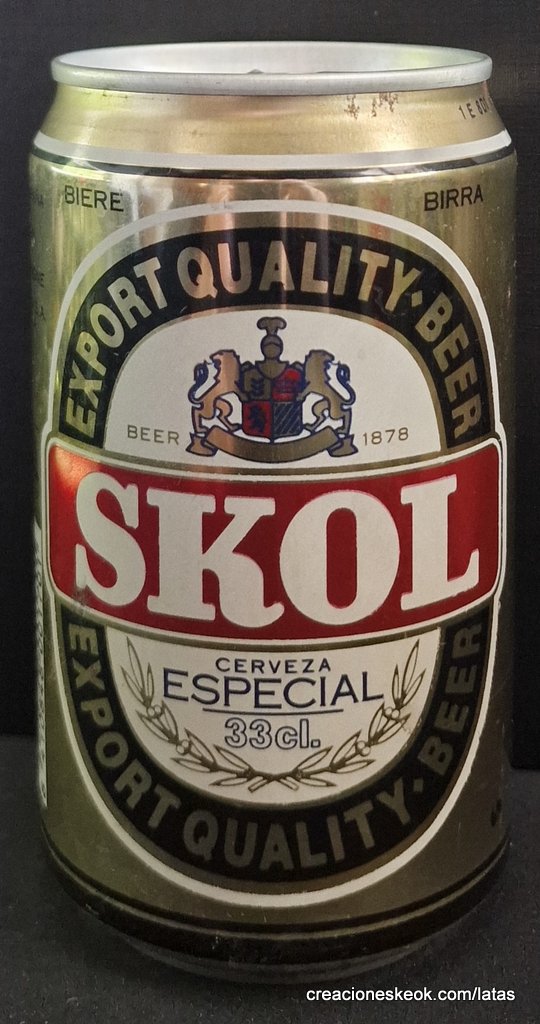 BIERE
BIRRA
EXPORT QUALITY · BEER
BEER 1878
SKOL
CERVEZA
ESPECIAL
33cl.
EXPORT QUALITY · BEER
creacioneskeok.com/latas